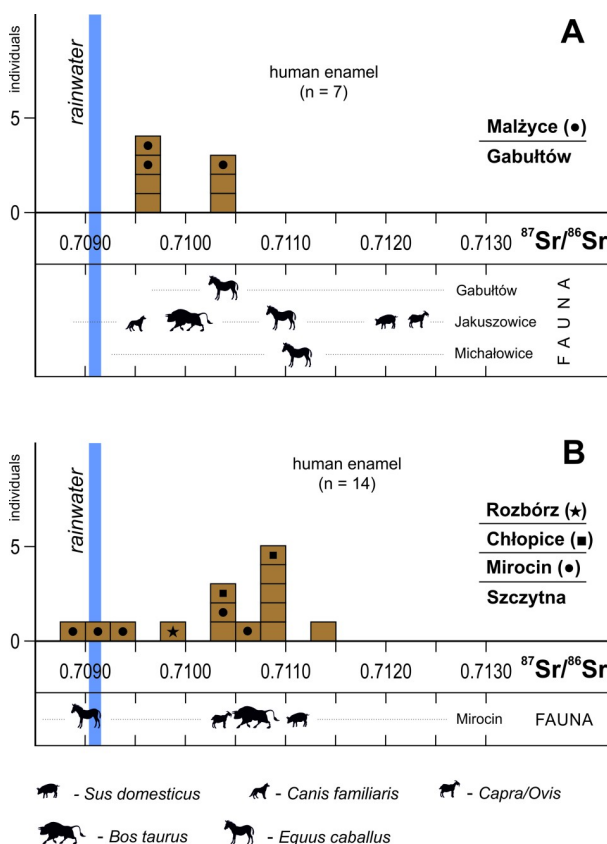 individuals
5
0
rainwater
human enamel
(n = 7)
A
Malżyce (●)
Gabułtów
0.7090 0.7100 0.7110 0.7120 0.7130 ⁸⁷Sr/⁸⁶Sr
Gabułtów
Jakuszowice
Michałowice
FAUNA
individuals
5
0
rainwater
human enamel
(n = 14)
B
Rozbórz (★)
Chłopice (■)
Mirocin (●)
Szczytna
0.7090 0.7100 0.7110 0.7120 0.7130 ⁸⁷Sr/⁸⁶Sr
Mirocin FAUNA
- Sus domesticus - Canis familiaris - Capra/Ovis
- Bos taurus - Equus caballus